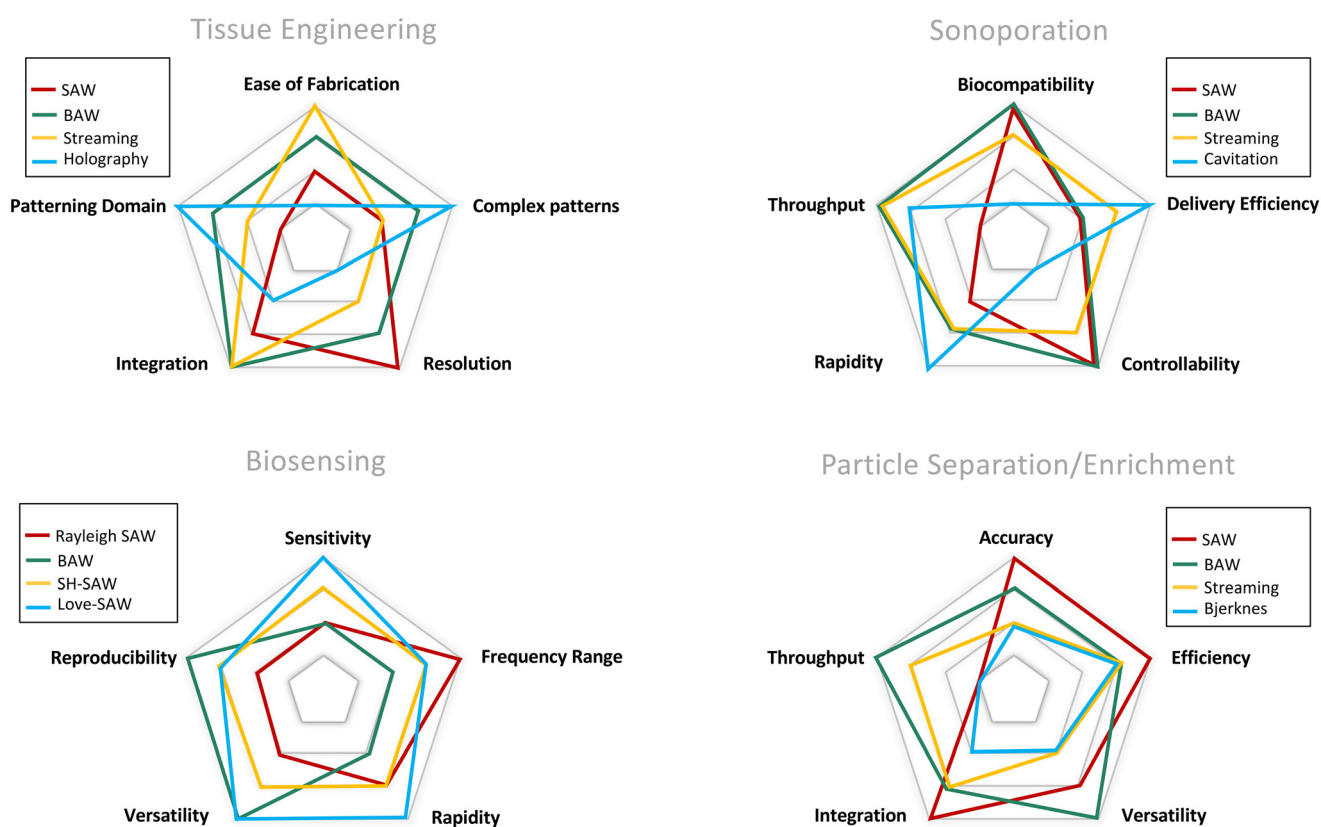 Tissue Engineering
SAW
BAW
Streaming
Holography
Ease of Fabrication
Patterning Domain
Complex patterns
Integration
Resolution
Sonoporation
SAW
BAW
Streaming
Cavitation
Biocompatibility
Throughput
Delivery Efficiency
Rapidity
Controllability
Biosensing
Rayleigh SAW
BAW
SH-SAW
Love-SAW
Sensitivity
Reproducibility
Frequency Range
Versatility
Rapidity
Particle Separation/Enrichment
SAW
BAW
Streaming
Bjerknes
Accuracy
Throughput
Efficiency
Integration
Versatility